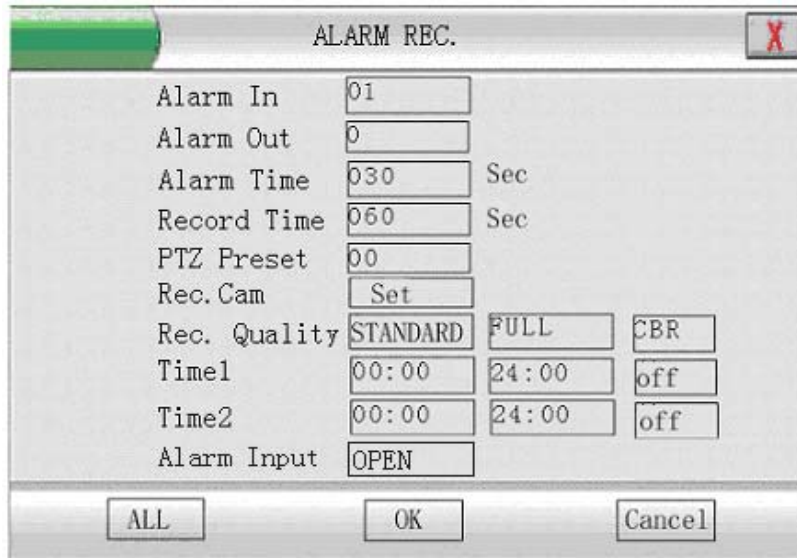 ALARM REC.
X
Alarm In 01
Alarm Out 0
Alarm Time 030 Sec
Record Time 060 Sec
PTZ Preset 00
Rec.Cam Set
Rec. Quality STANDARD FULL CBR
Time1 00:00 24:00 off
Time2 00:00 24:00 off
Alarm Input OPEN
ALL OK Cancel